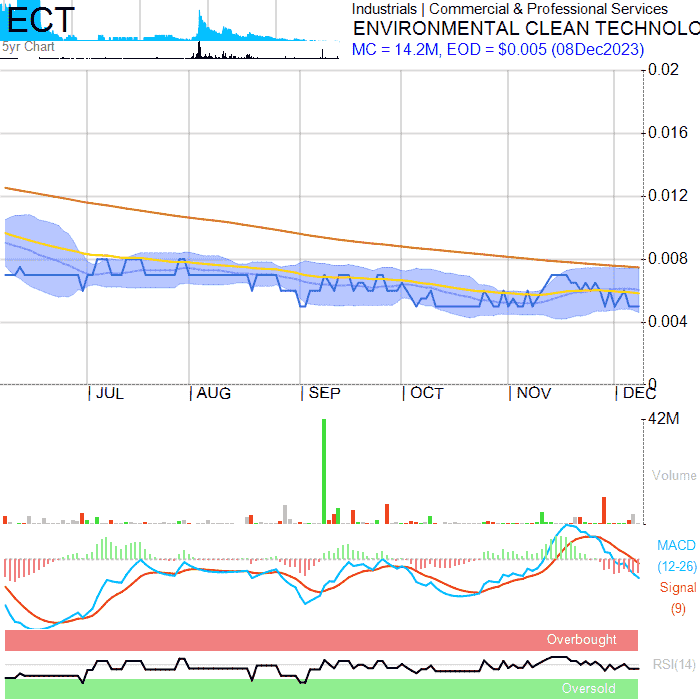 ECT
5yr Chart
Industrials | Commercial & Professional Services
ENVIRONMENTAL CLEAN TECHNOLO
MC = 14.2M, EOD = $0.005 (08Dec2023)
0.02
0.016
0.012
0.008
0.004
0
JUL AUG SEP OCT NOV DEC
42M
Volume
MACD
(12-26)
Signal
(9)
Overbought
RSI(14)
Oversold